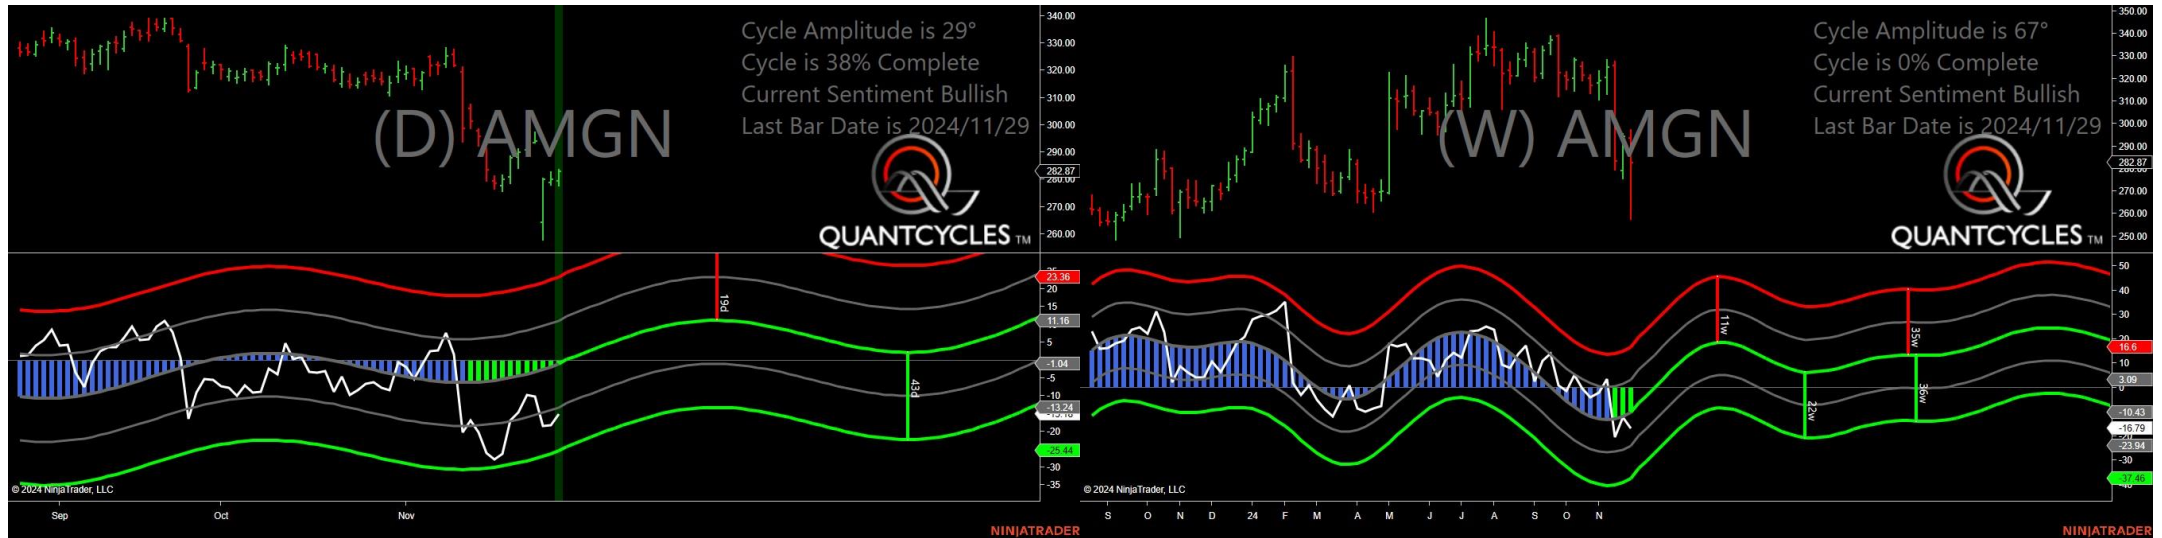 Cycle Amplitude is 29°
Cycle is 38% Complete
Current Sentiment Bullish
Last Bar Date is 2024/11/29
(D) AMGN
QUANTCYCLES TM
340.00
330.00
320.00
310.00
300.00
290.00
282.87
280.00
270.00
260.00
19d
43d
23.36
20
15
11.16
5
-1.04
-5
-10
-13.24
-20
-25.44
-30
-35
© 2024 NinjaTrader, LLC
Sep
Oct
Nov
NINJATRADER
Cycle Amplitude is 67°
Cycle is 0% Complete
Current Sentiment Bullish
Last Bar Date is 2024/11/29
(W) AMGN
QUANTCYCLES TM
350.00
340.00
330.00
320.00
310.00
300.00
290.00
282.87
270.00
260.00
250.00
11w
35w
22w
36w
50
40
30
20
16.6
10
3.09
0
-10.43
-16.79
-23.94
-30
-37.46
© 2024 NinjaTrader, LLC
S O N D 24 F M A M J J A S O N
NINJATRADER